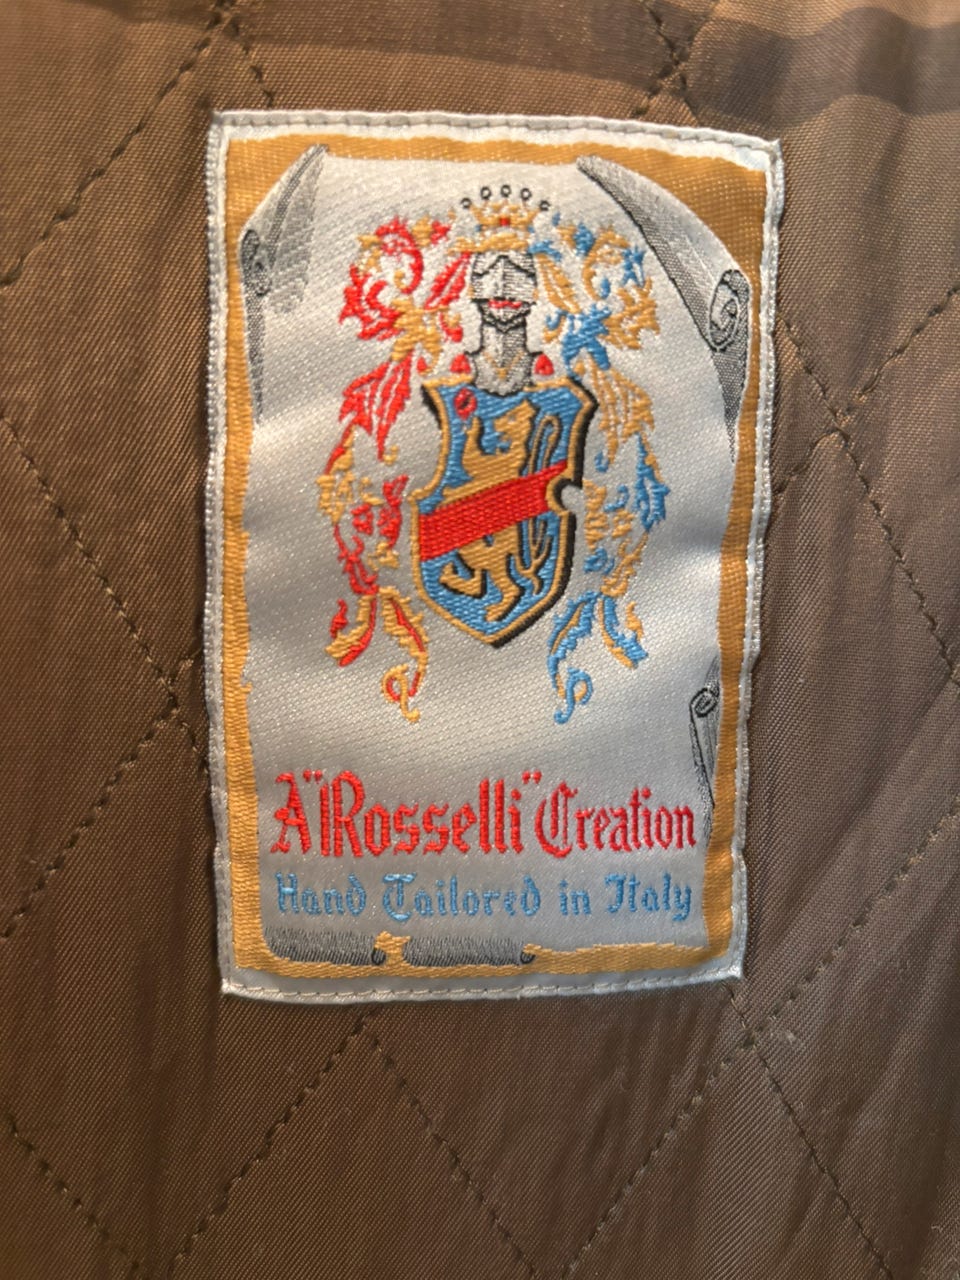 A "Rosselli" Creation
Hand Tailored in Italy